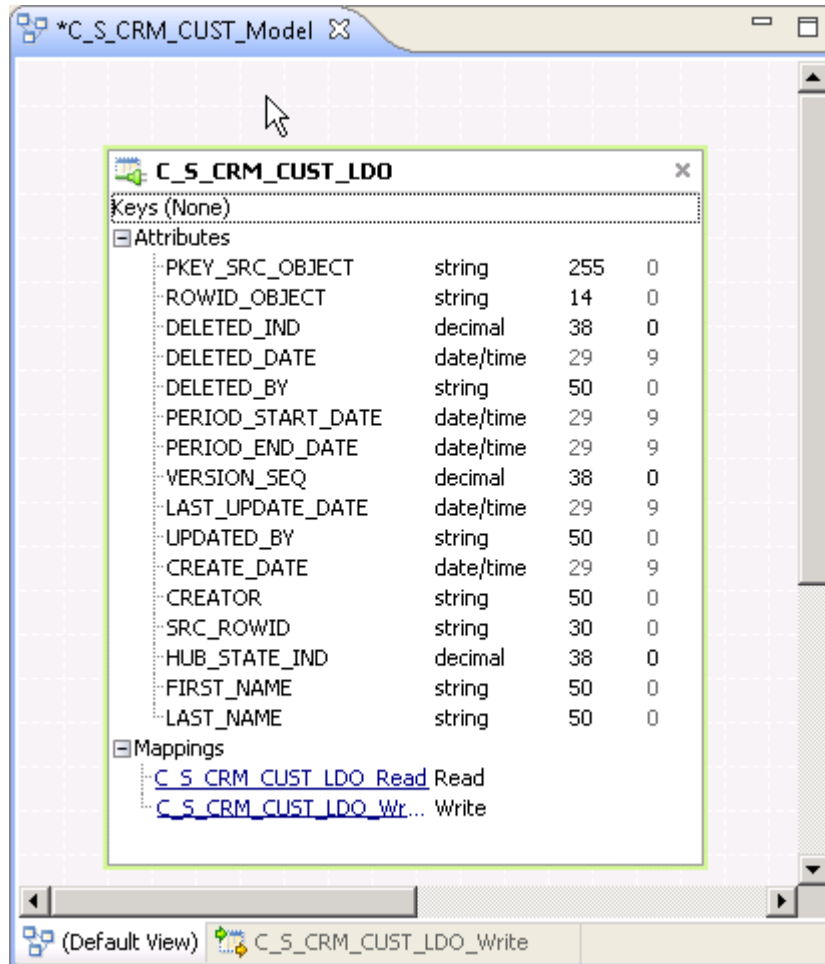 *C_S_CRM_CUST_Model
C_S_CRM_CUST_LDO
Keys (None)
Attributes
PKEY_SRC_OBJECT string 255 0
ROWID_OBJECT string 14 0
DELETED_IND decimal 38 0
DELETED_DATE date/time 29 9
DELETED_BY string 50 0
PERIOD_START_DATE date/time 29 9
PERIOD_END_DATE date/time 29 9
VERSION_SEQ decimal 38 0
LAST_UPDATE_DATE date/time 29 9
UPDATED_BY string 50 0
CREATE_DATE date/time 29 9
CREATOR string 50 0
SRC_ROWID string 30 0
HUB_STATE_IND decimal 38 0
FIRST_NAME string 50 0
LAST_NAME string 50 0
Mappings
C_S_CRM_CUST_LDO_Read Read
C_S_CRM_CUST_LDO_Wr... Write
(Default View) C_S_CRM_CUST_LDO_Write